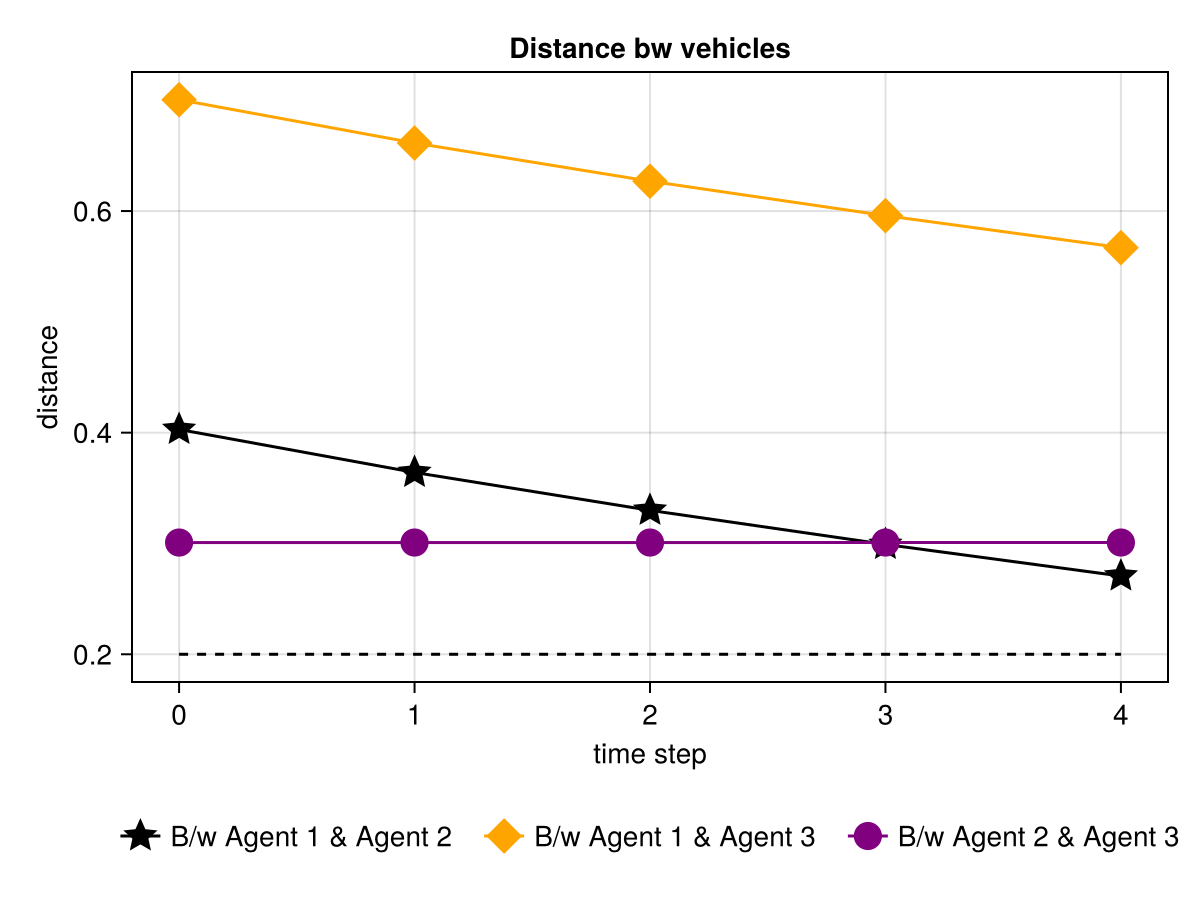 Distance bw vehicles
distance
0.6
0.4
0.2
0 1 2 3 4
time step
B/w Agent 1 & Agent 2 B/w Agent 1 & Agent 3 B/w Agent 2 & Agent 3